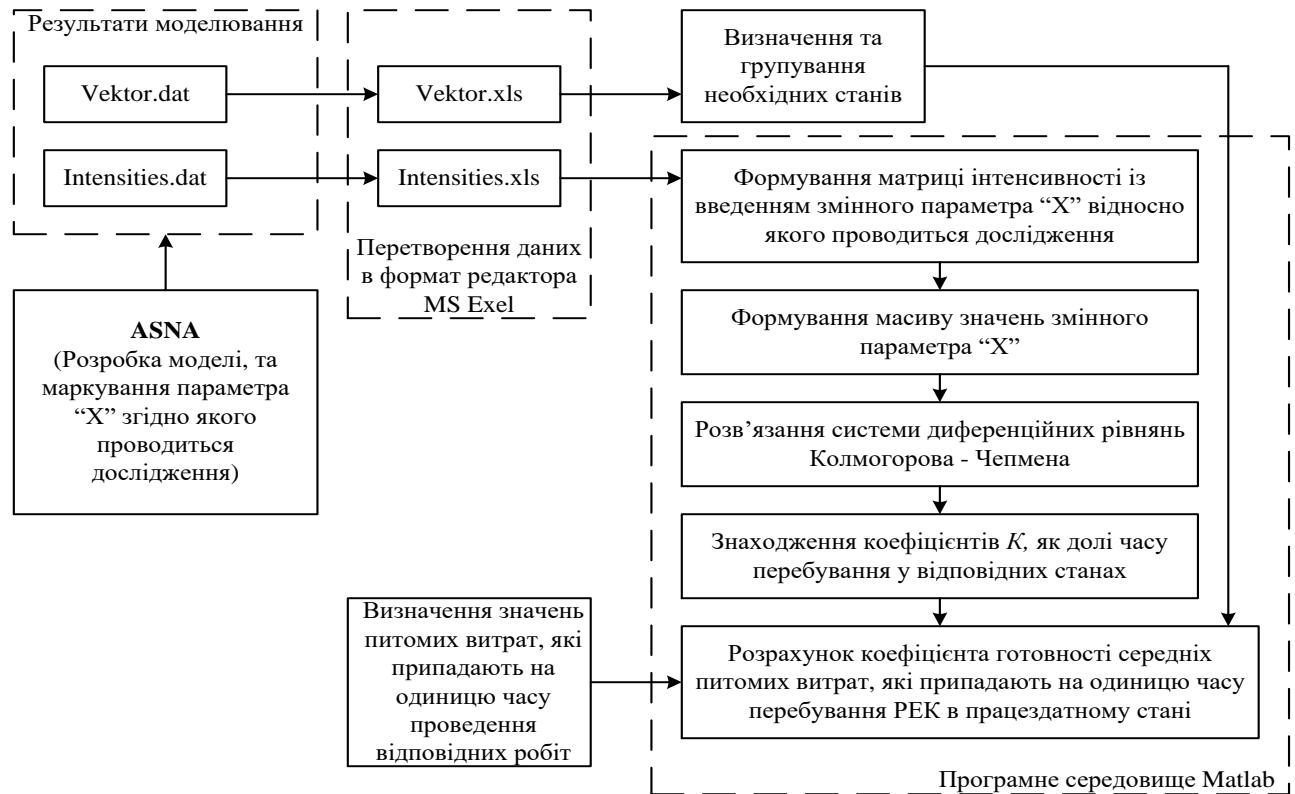 Результати моделювання
Vektor.dat
Intensities.dat
Vektor.xls
Intensities.xls
Перетворення даних
в формат редактора
MS Exel
Визначення та
групування
необхідних станів
ASNA
(Розробка моделі, та
маркування параметра
“X” згідно якого
проводиться
дослідження)
Формування матриці інтенсивності із
введенням змінного параметра “X” відносно
якого проводиться дослідження
Формування масиву значень змінного
параметра “X”
Розв’язання системи диференційних рівнянь
Колмогорова - Чепмена
Знаходження коефіцієнтів К, як долі часу
перебування у відповідних станах
Визначення значень
питомих витрат, які
припадають на
одиницю часу
проведення
відповідних робіт
Розрахунок коефіцієнта готовності середніх
питомих витрат, які припадають на одиницю часу
перебування РЕК в працездатному стані
Програмне середовище Matlab